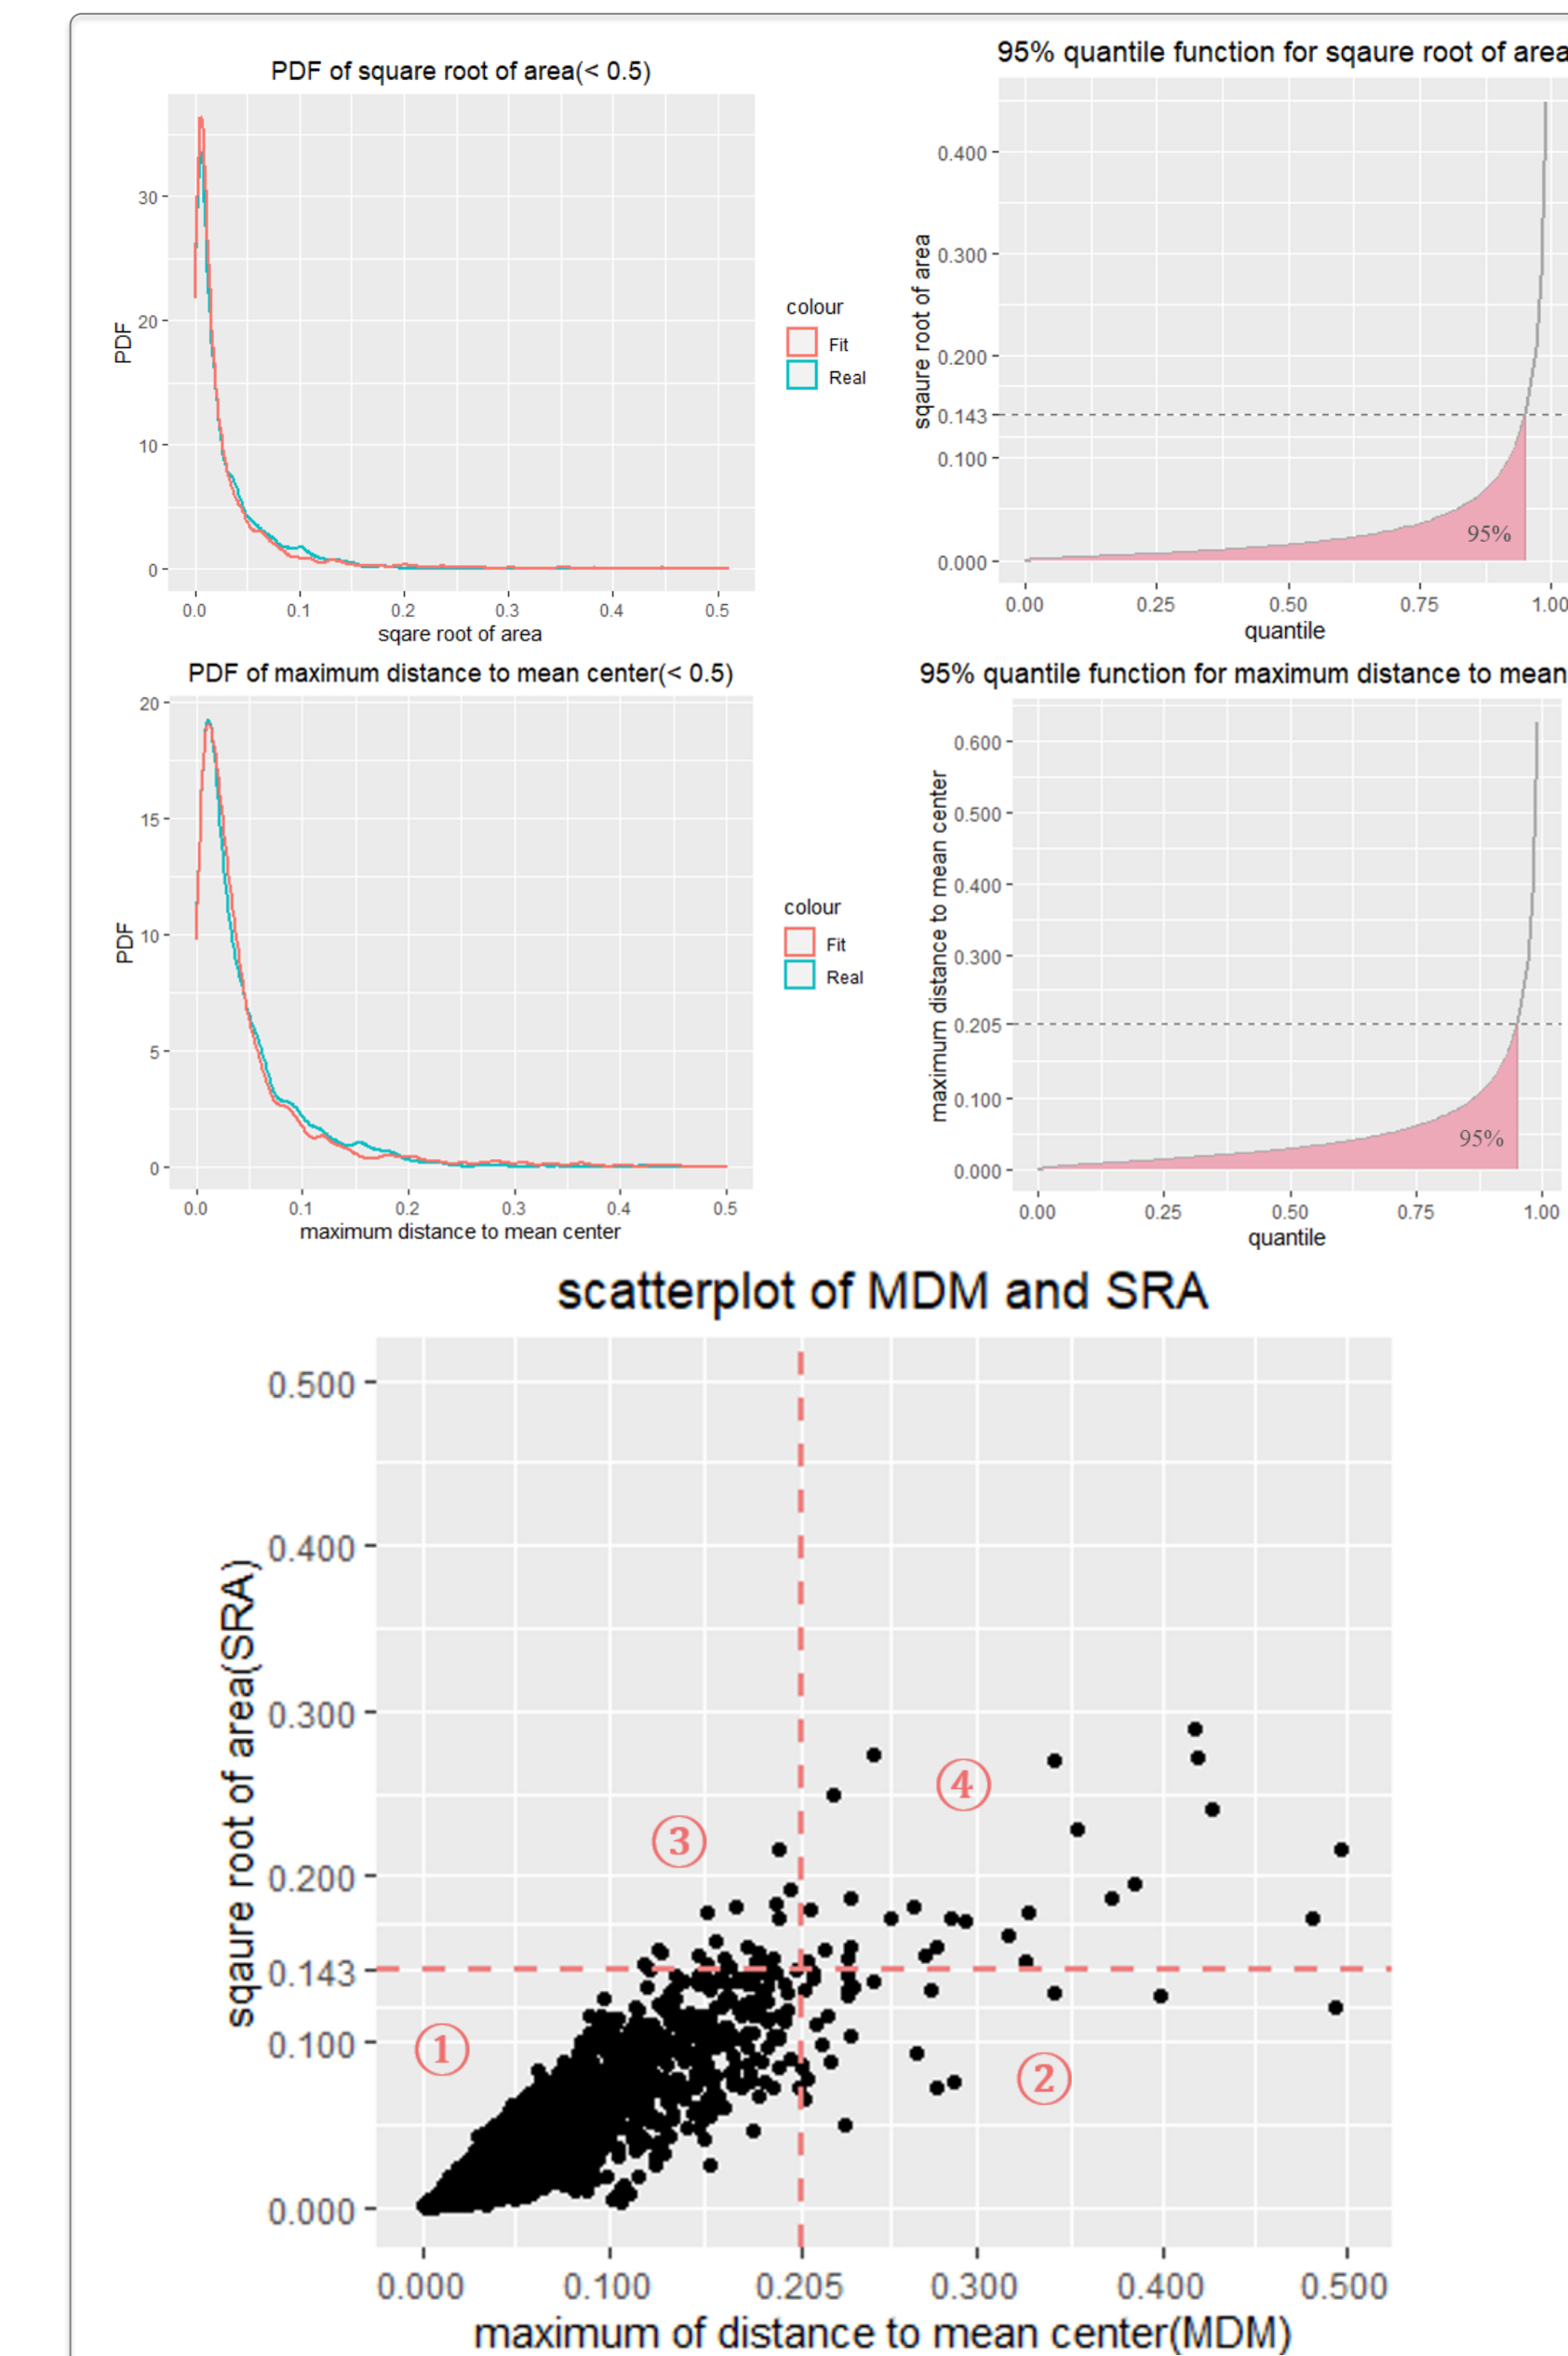 PDF of square root of area(< 0.5)
30
20
10
0
PDF
0.0 0.1 0.2 0.3 0.4 0.5
sqare root of area
colour
Fit
Real
95% quantile function for sqaure root of area
0.400
0.300
0.200
0.143
0.100
0.000
sqaure root of area
95%
0.00 0.25 0.50 0.75 1.00
quantile
PDF of maximum distance to mean center(< 0.5)
20
15
10
5
0
PDF
0.0 0.1 0.2 0.3 0.4 0.5
maximum distance to mean center
colour
Fit
Real
95% quantile function for maximum distance to mean
0.600
0.500
0.400
0.300
0.205
0.100
0.000
maximum distance to mean center
95%
0.00 0.25 0.50 0.75 1.00
quantile
scatterplot of MDM and SRA
0.500
0.400
0.300
0.200
0.143
0.100
0.000
sqaure root of area(SRA)
④
③
①
②
0.000 0.100 0.205 0.300 0.400 0.500
maximum of distance to mean center(MDM)